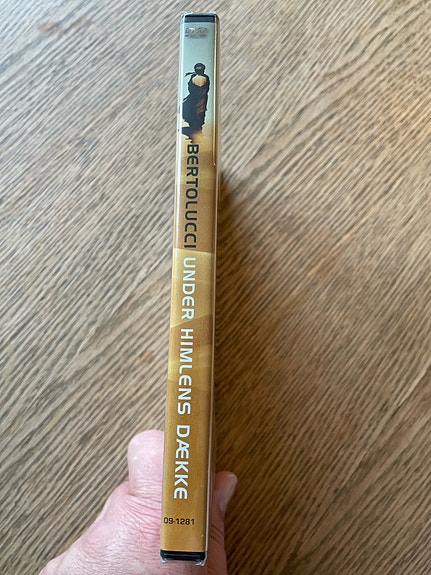 BERTOLUCCI
UNDER HIMLENS DÆKKE
09-1281